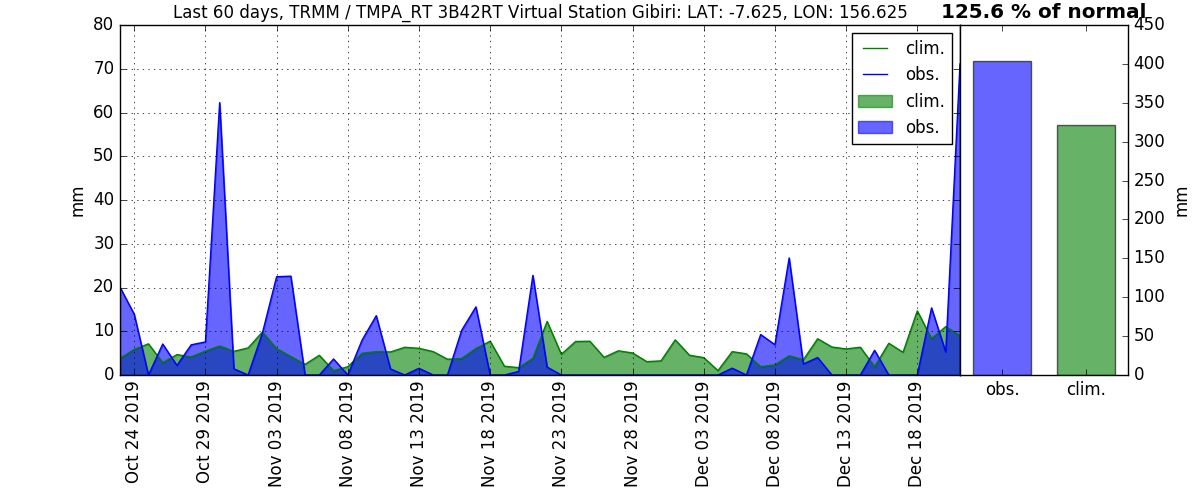 Last 60 days, TRMM / TMPA_RT 3B42RT Virtual Station Gibiri: LAT: -7.625, LON: 156.625
125.6 % of normal
80
70
60
50
40
30
20
10
0
mm
clim.
obs.
clim.
obs.
450
400
350
300
250
200
150
100
50
0
mm
Oct 24 2019
Oct 29 2019
Nov 03 2019
Nov 08 2019
Nov 13 2019
Nov 18 2019
Nov 23 2019
Nov 28 2019
Dec 03 2019
Dec 08 2019
Dec 13 2019
Dec 18 2019
obs.
clim.